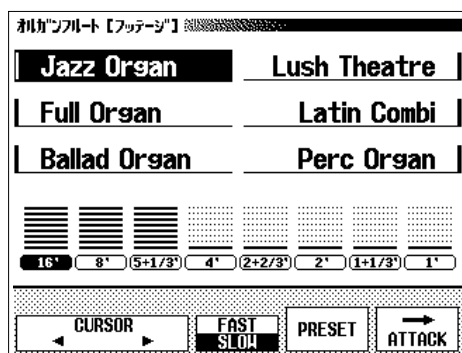 オルガンフルート [フッテージ]
Jazz Organ Lush Theatre
Full Organ Latin Combi
Ballad Organ Perc Organ
16' 8' (5+1/3') 4' (2+2/3') 2' (1+1/3') 1'
CURSOR FAST PRESET →
◄ ► SLOW ATTACK